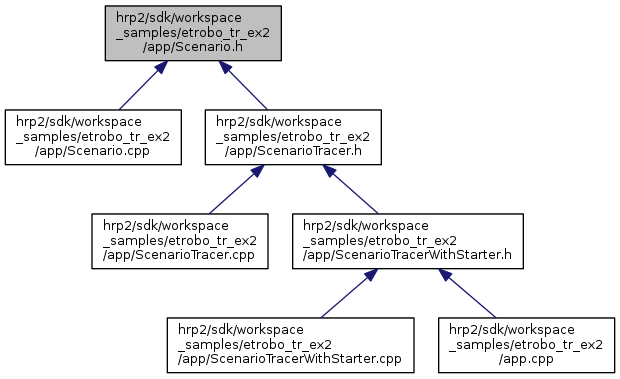 hrp2/sdk/workspace
_samples/etrobo_tr_ex2
/app/Scenario.h
hrp2/sdk/workspace
_samples/etrobo_tr_ex2
/app/Scenario.cpp
hrp2/sdk/workspace
_samples/etrobo_tr_ex2
/app/ScenarioTracer.h
hrp2/sdk/workspace
_samples/etrobo_tr_ex2
/app/ScenarioTracer.cpp
hrp2/sdk/workspace
_samples/etrobo_tr_ex2
/app/ScenarioTracerWithStarter.h
hrp2/sdk/workspace
_samples/etrobo_tr_ex2
/app/ScenarioTracerWithStarter.cpp
hrp2/sdk/workspace
_samples/etrobo_tr_ex2
/app.cpp